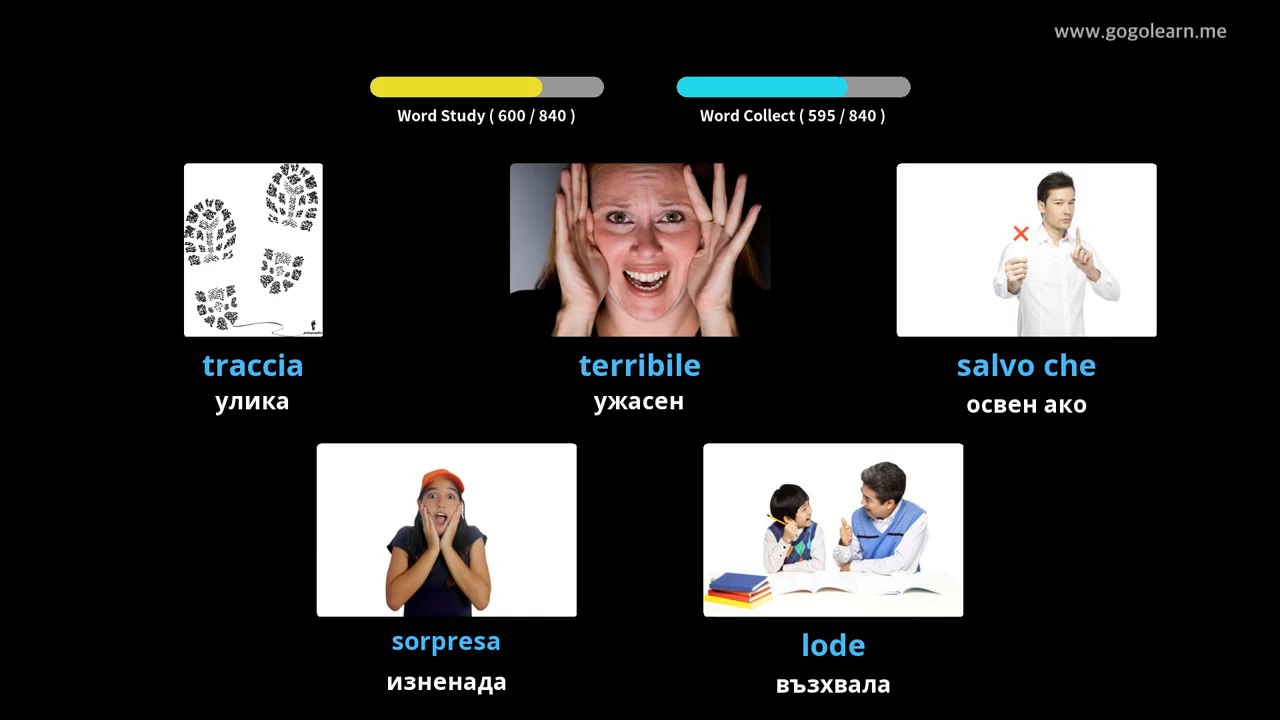 www.gogolearn.me
Word Study ( 600 / 840 )
Word Collect ( 595 / 840 )
traccia
улика
terribile
ужасен
salvo che
освен ако
sorpresa
изненада
lode
възхвала